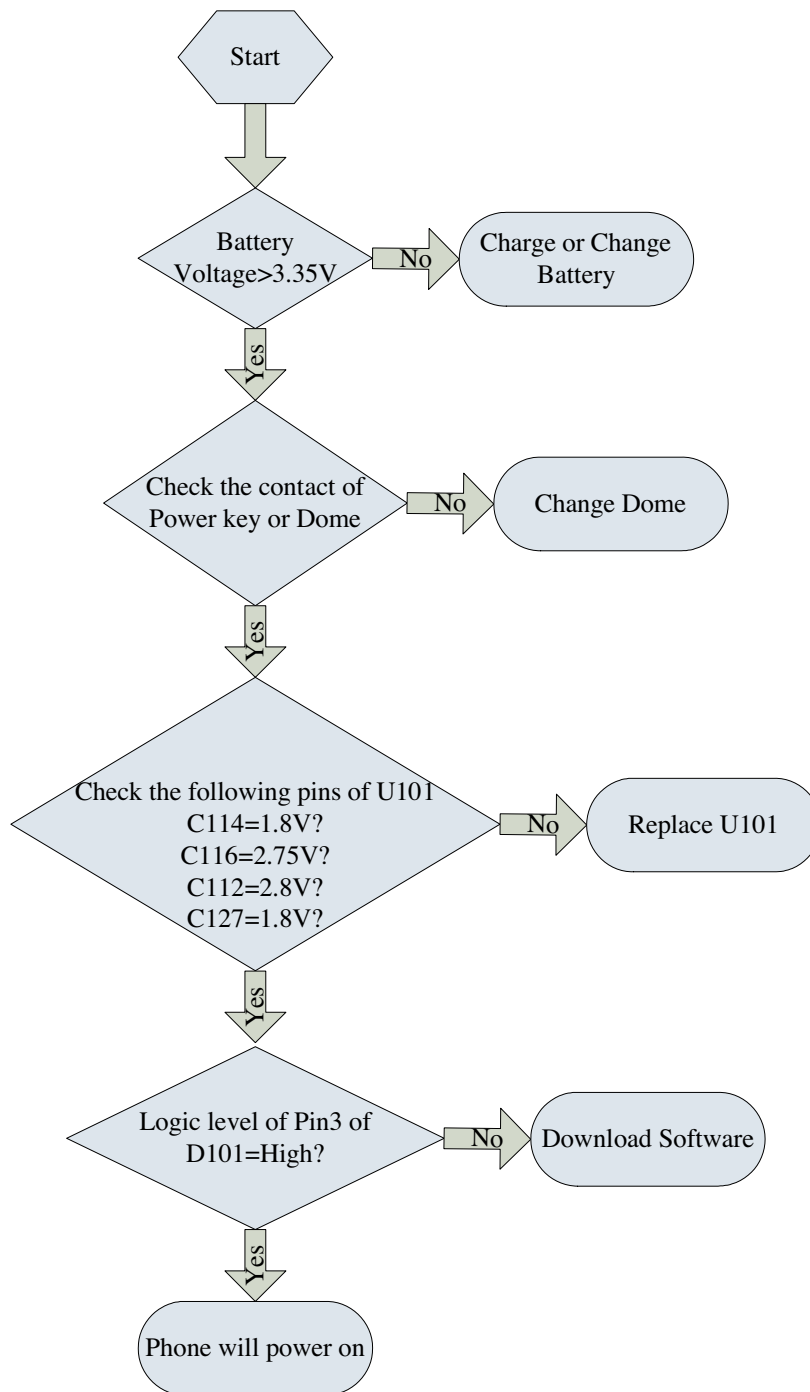 Start
Battery
Voltage>3.35V
No
Charge or Change
Battery
Yes
Check the contact of
Power key or Dome
No
Change Dome
Yes
Check the following pins of U101
C114=1.8V?
C116=2.75V?
C112=2.8V?
C127=1.8V?
No
Replace U101
Yes
Logic level of Pin3 of
D101=High?
No
Download Software
Yes
Phone will power on